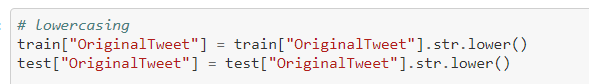 # lowercasing
train["OriginalTweet"] = train["OriginalTweet"].str.lower()
test["OriginalTweet"] = test["OriginalTweet"].str.lower()